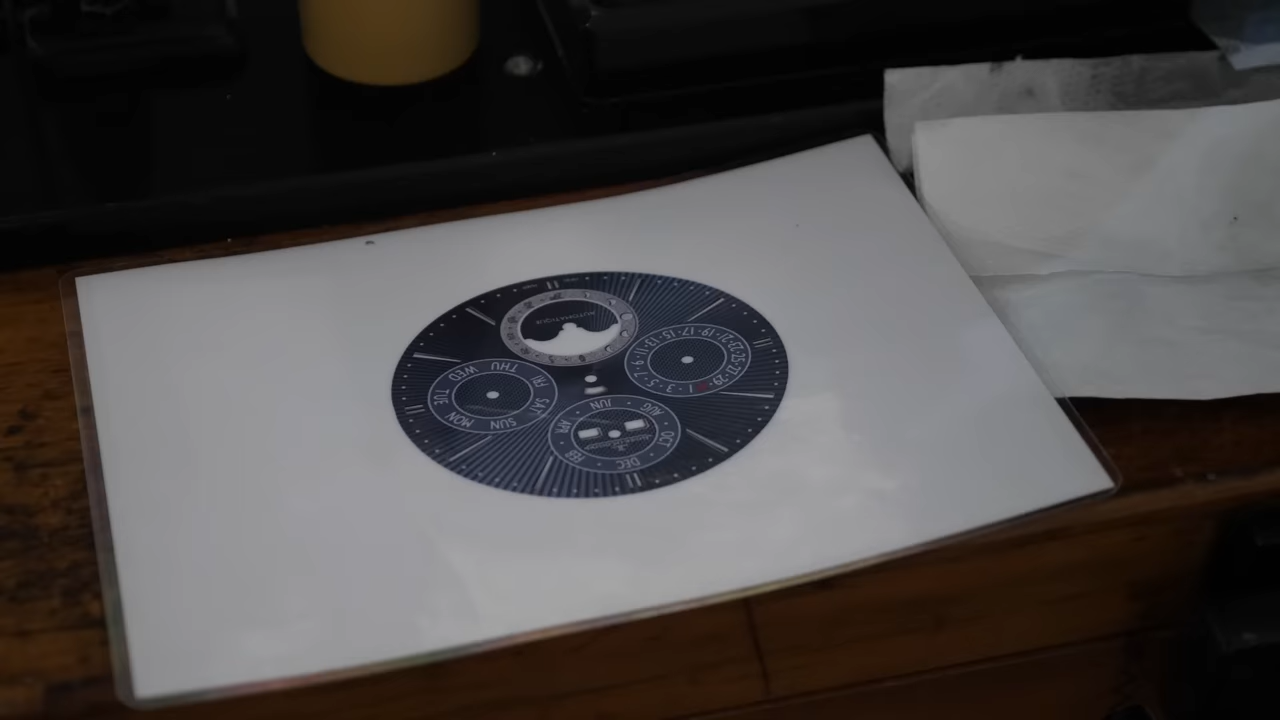 AUTOMATIQUE
1 · 3 · 5 · 7 · 9 · 11 · 13 · 15 · 17 · 19 · 21 · 23 · 25 · 27 · 29
SUN MON TUE WED THU FRI SAT
FEB APR JUN AUG OCT DEC